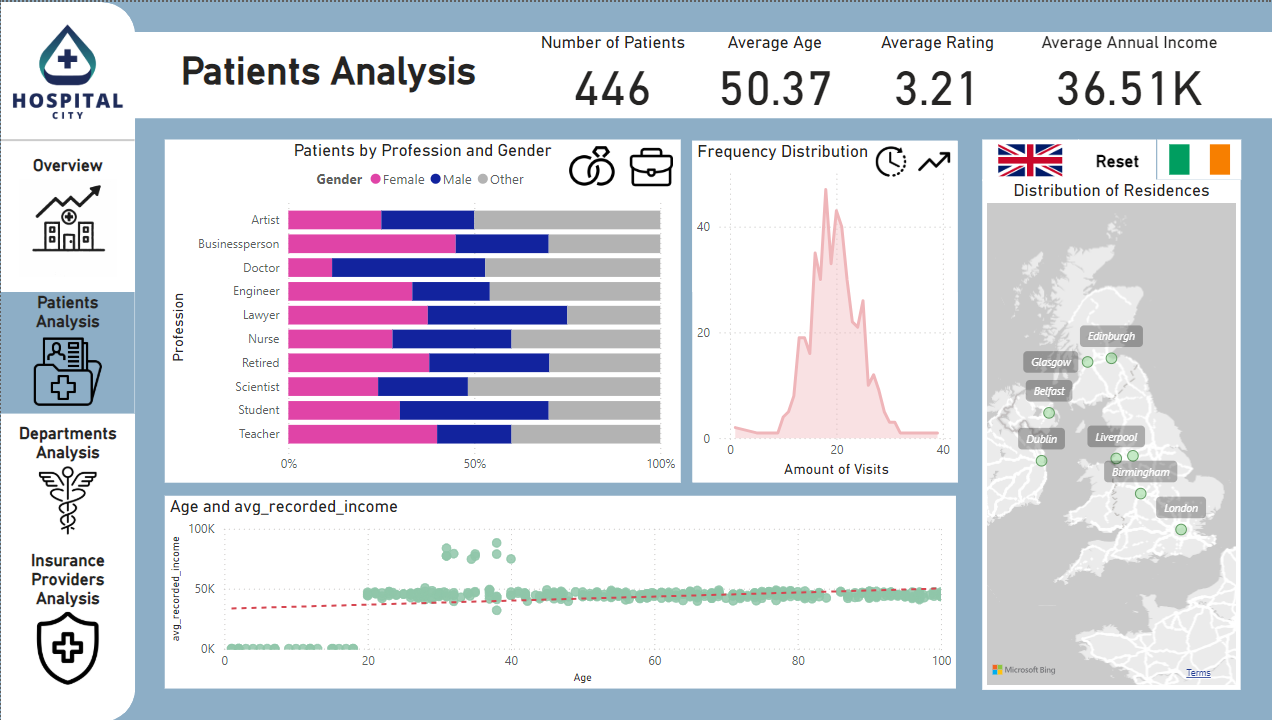 HOSPITAL
CITY
Overview
Patients
Analysis
Departments
Analysis
Insurance
Providers
Analysis
Patients Analysis
Number of Patients
446
Average Age
50.37
Average Rating
3.21
Average Annual Income
36.51K
Patients by Profession and Gender
Gender Female Male Other
Profession
Artist
Businessperson
Doctor
Engineer
Lawyer
Nurse
Retired
Scientist
Student
Teacher
0% 50% 100%
Frequency Distribution
40
20
0
0 20 40
Amount of Visits
Reset
Distribution of Residences
Edinburgh
Glasgow
Belfast
Dublin
Liverpool
Birmingham
London
Microsoft Bing
Terms
Age and avg_recorded_income
avg_recorded_income
100K
50K
0K
0 20 40 60 80 100
Age